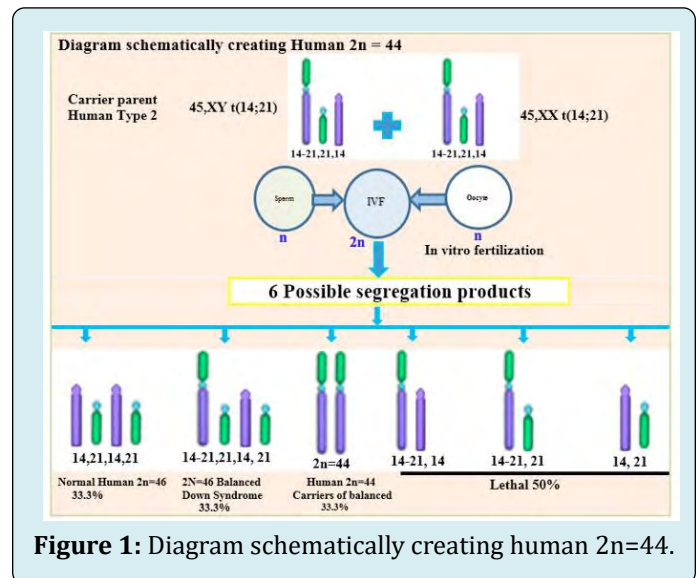 Diagram schematically creating Human 2n = 44
Carrier parent
Human Type 2
45,XY t(14;21)
14-21,21,14
14-21,21,14
45,XX t(14;21)
Sperm
IVF
Oocyte
n
2n
n
In vitro fertilization
6 Possible segregation products
14,21,14,21
14-21,21,14, 21
2n=44
14-21, 14
14-21, 21
14, 21
Normal Human 2n=46
33.3%
2N=46 Balanced
Down Syndrome
33.3%
Human 2n=44
Carriers of balanced
33.3%
Lethal 50%
Figure 1: Diagram schematically creating human 2n=44.